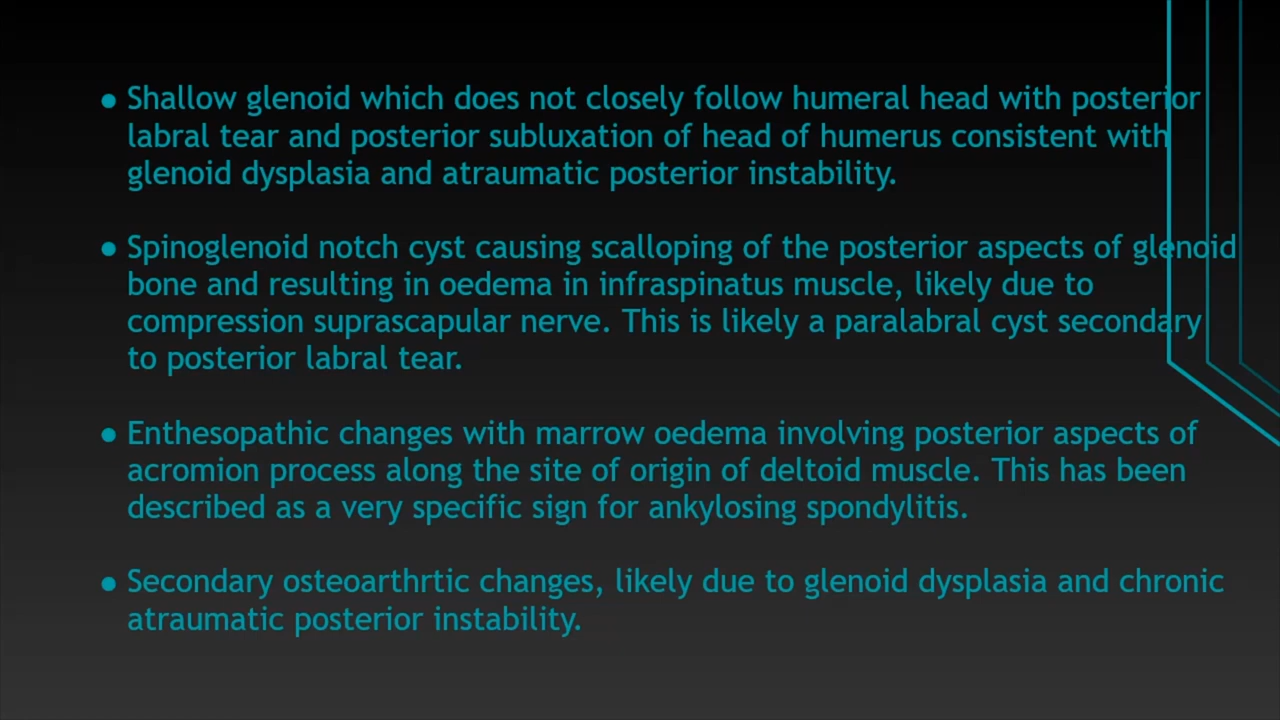 • Shallow glenoid which does not closely follow humeral head with posterior
labral tear and posterior subluxation of head of humerus consistent with
glenoid dysplasia and atraumatic posterior instability.
• Spinoglenoid notch cyst causing scalloping of the posterior aspects of glenoid
bone and resulting in oedema in infraspinatus muscle, likely due to
compression suprascapular nerve. This is likely a paralabral cyst secondary
to posterior labral tear.
• Enthesopathic changes with marrow oedema involving posterior aspects of
acromion process along the site of origin of deltoid muscle. This has been
described as a very specific sign for ankylosing spondylitis.
• Secondary osteoarthrtic changes, likely due to glenoid dysplasia and chronic
atraumatic posterior instability.